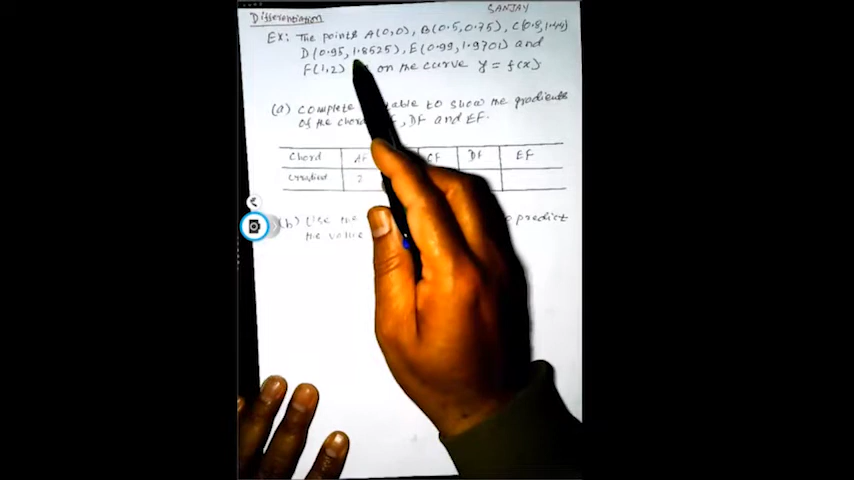 SANJAY
Differentiation
Ex: The points A(0,0), B(0.5,0.75), C(0.8,1.44)
D(0.95,1.8525), E(0.99,1.9701) and
F(1,2) on the curve y = f(x)
(a) Complete table to show the gradients
of the chord F, DF and EF.
Chord AF CF DF EF
Gradient 2
(b) Use the to predict
the value